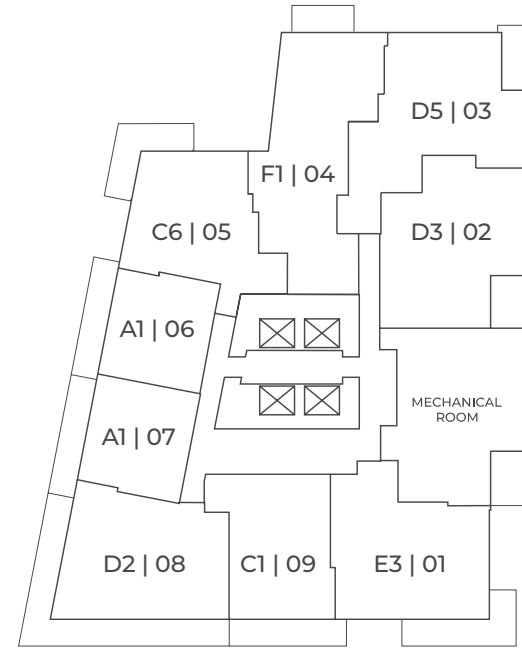 D5 | 03
F1 | 04
D3 | 02
C6 | 05
A1 | 06
MECHANICAL
ROOM
A1 | 07
D2 | 08
C1 | 09
E3 | 01